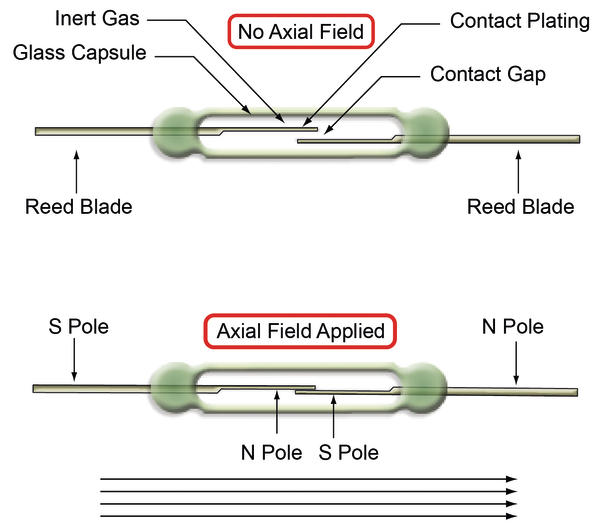 Inert Gas
No Axial Field
Contact Plating
Glass Capsule
Contact Gap
Reed Blade
Reed Blade
S Pole
Axial Field Applied
N Pole
N Pole
S Pole